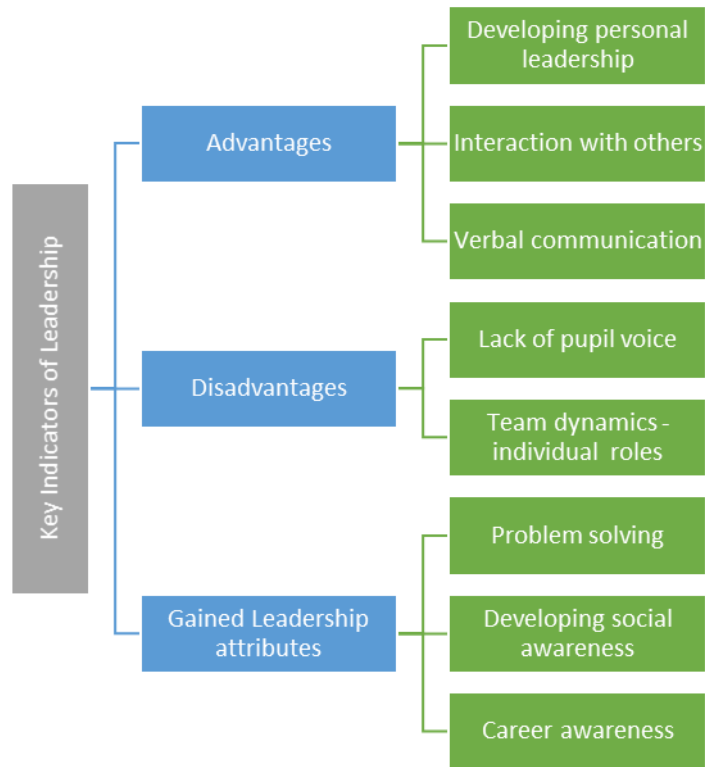 Key Indicators of Leadership
Advantages
Developing personal
leadership
Interaction with others
Verbal communication
Disadvantages
Lack of pupil voice
Team dynamics -
individual roles
Gained Leadership
attributes
Problem solving
Developing social
awareness
Career awareness